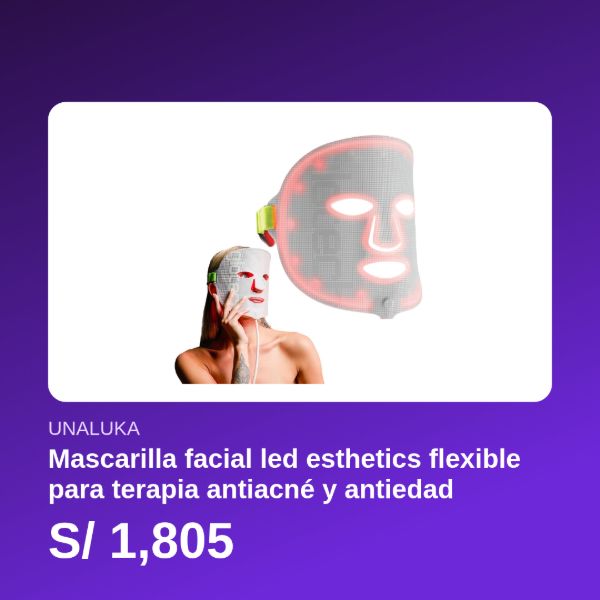 UNALUKA
Mascarilla facial led esthetics flexible
para terapia antiacné y antiedad
S/ 1,805